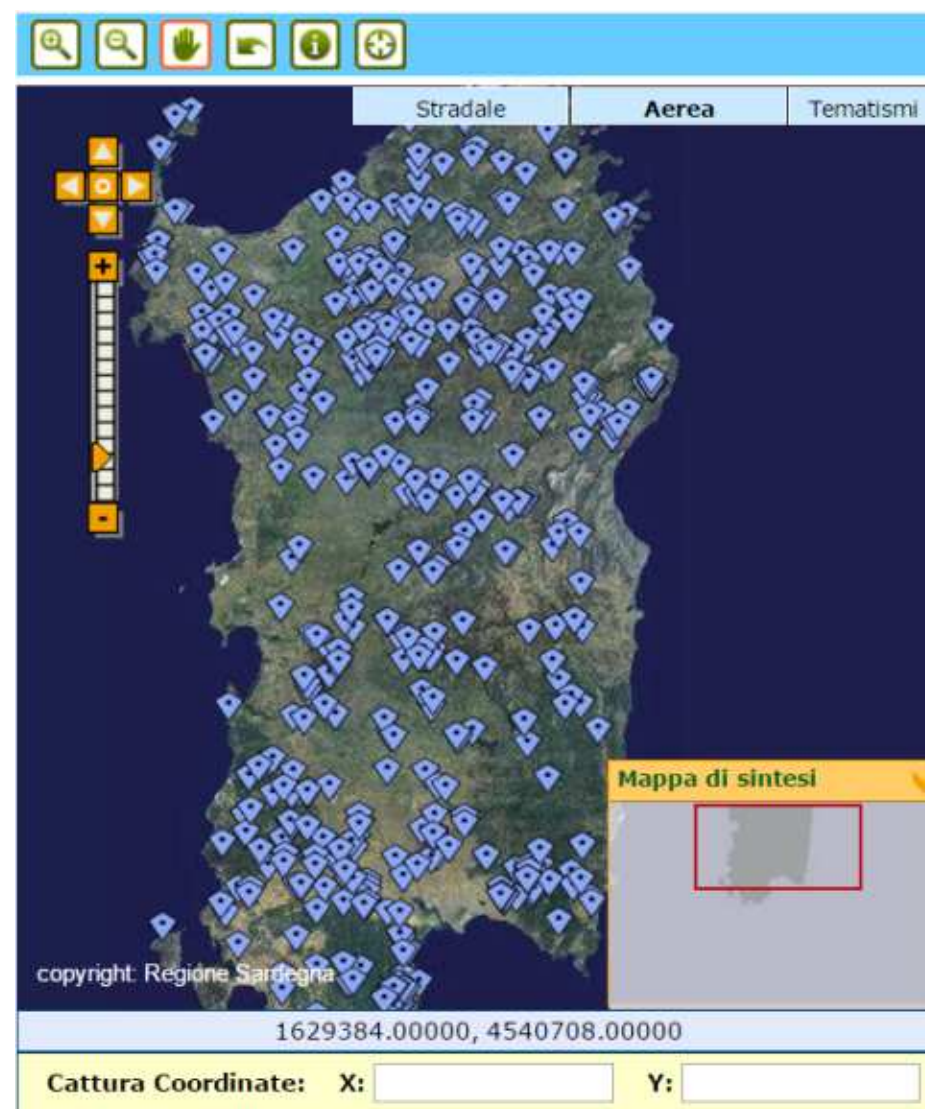 Stradale Aerea Tematismi
+
-
Mappa di sintesi
copyright: Regione Sardegna
1629384.00000, 4540708.00000
Cattura Coordinate: X: Y: